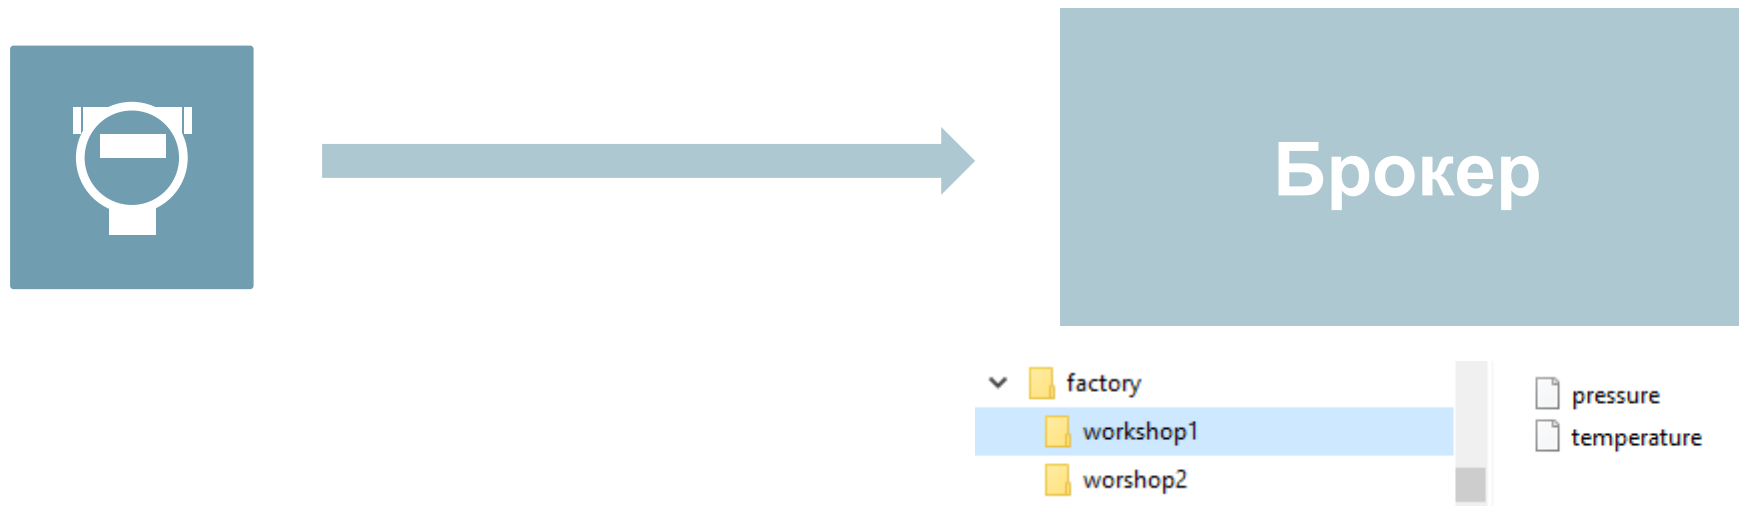 Брокер
factory
workshop1
worshop2
pressure
temperature